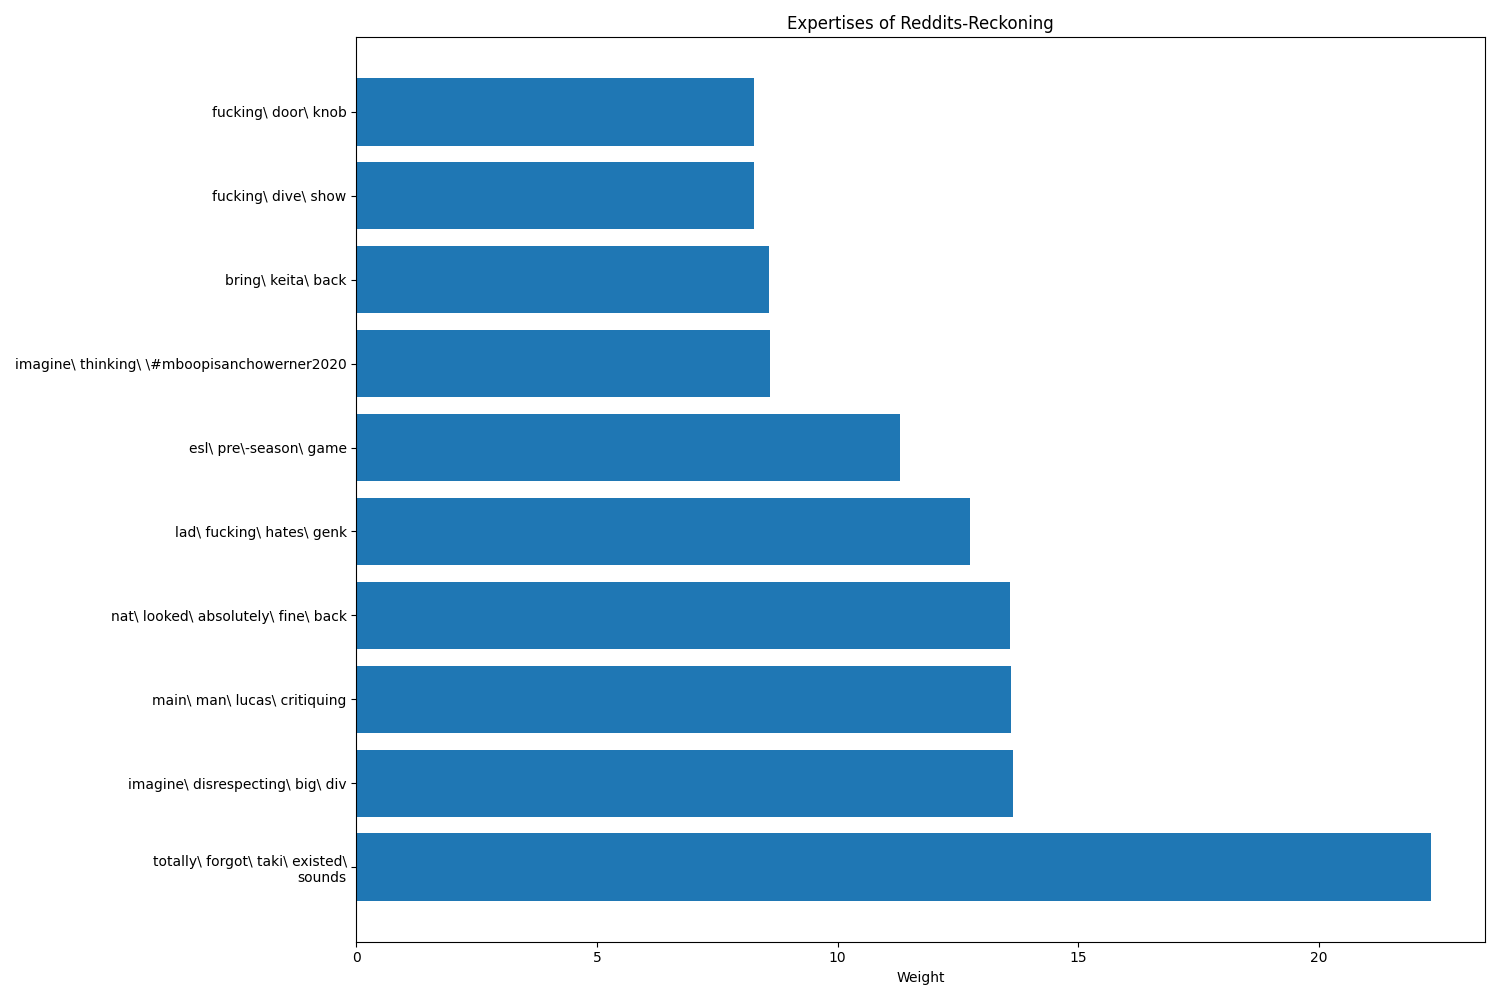 Expertises of Reddits-Reckoning
fucking\ door\ knob
fucking\ dive\ show
bring\ keita\ back
imagine\ thinking\ \#mboopisanchowerner2020
esl\ pre\-season\ game
lad\ fucking\ hates\ genk
nat\ looked\ absolutely\ fine\ back
main\ man\ lucas\ critiquing
imagine\ disrespecting\ big\ div
totally\ forgot\ taki\ existed\
sounds
0 5 10 15 20
Weight